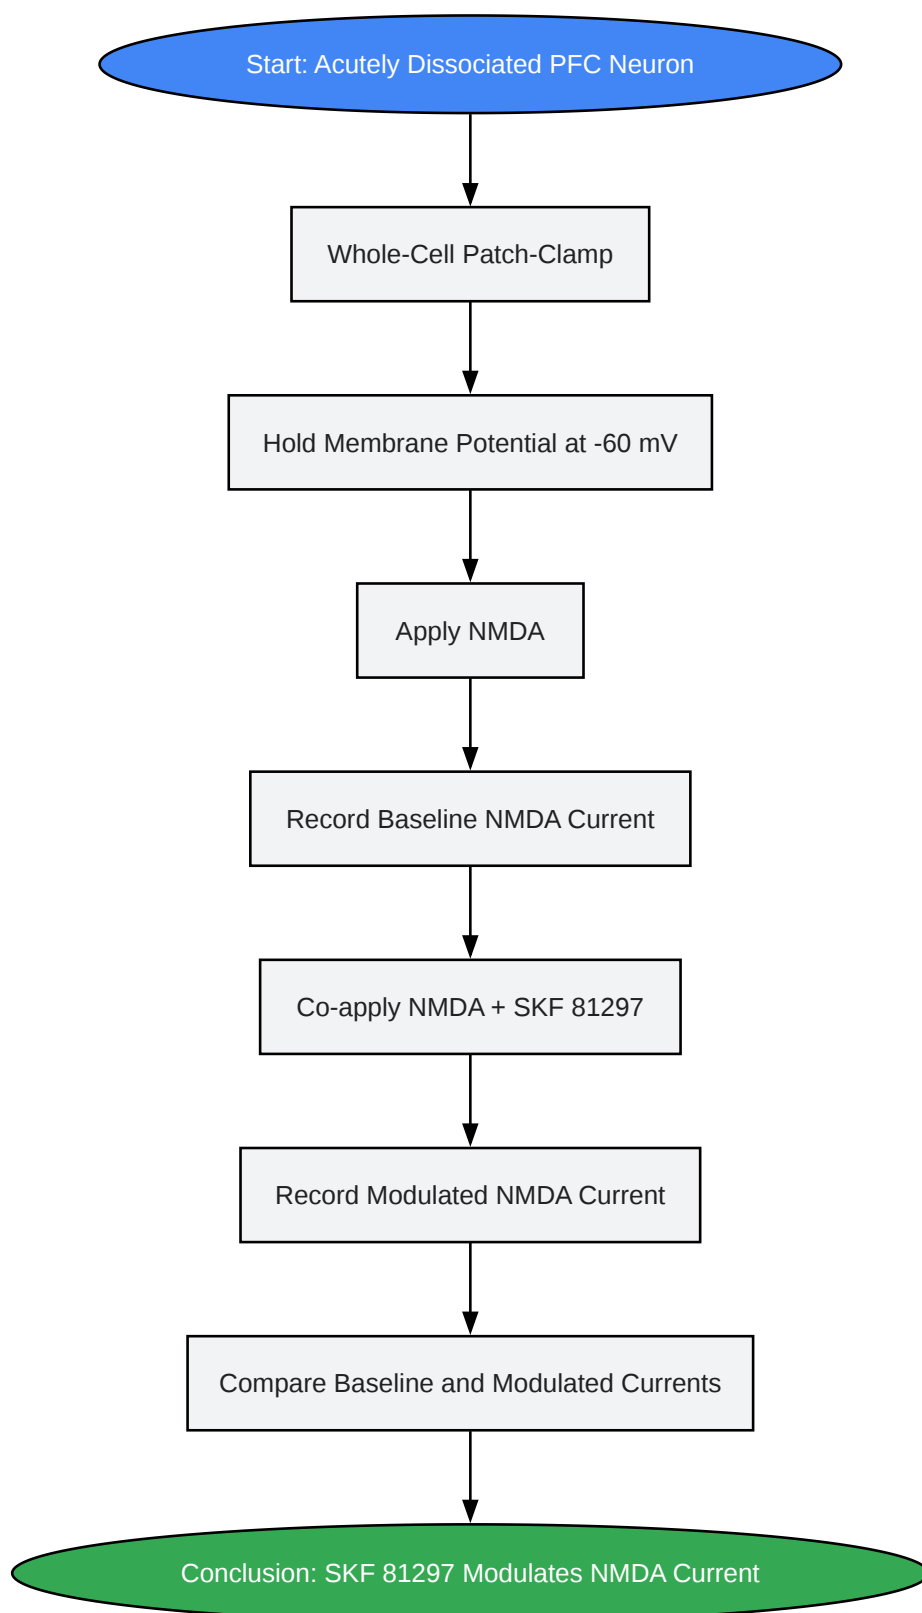 Start: Acutely Dissociated PFC Neuron
Whole-Cell Patch-Clamp
Hold Membrane Potential at -60 mV
Apply NMDA
Record Baseline NMDA Current
Co-apply NMDA + SKF 81297
Record Modulated NMDA Current
Compare Baseline and Modulated Currents
Conclusion: SKF 81297 Modulates NMDA Current